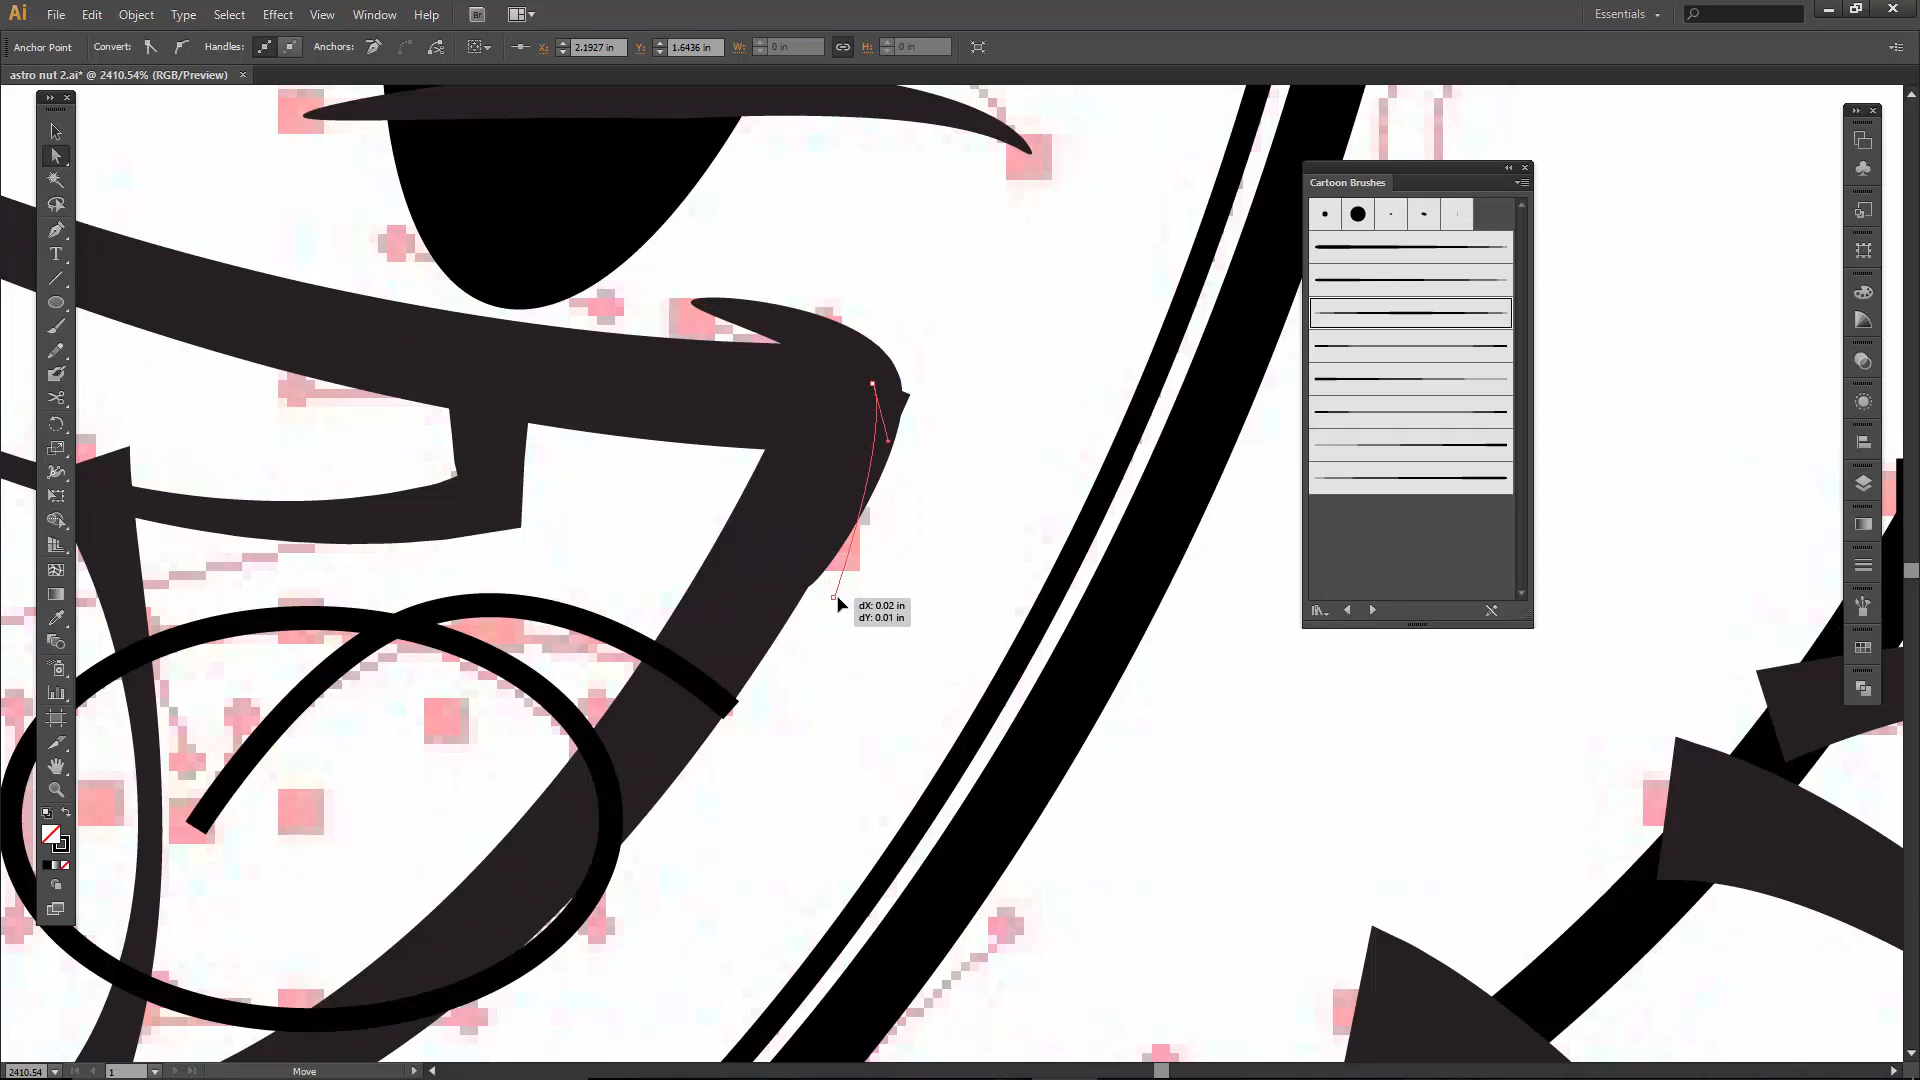 Ai File Edit Object Type Select Effect View Window Help Br Essentials
Anchor Point Convert: Handles: Anchors: X: 2.1927 in Y: 1.6436 in W: 0 in H: 0 in
astro nut 2.ai* @ 2410.54% (RGB/Preview)
Cartoon Brushes
dX: 0.02 in
dY: 0.01 in
2410.54 1 Move